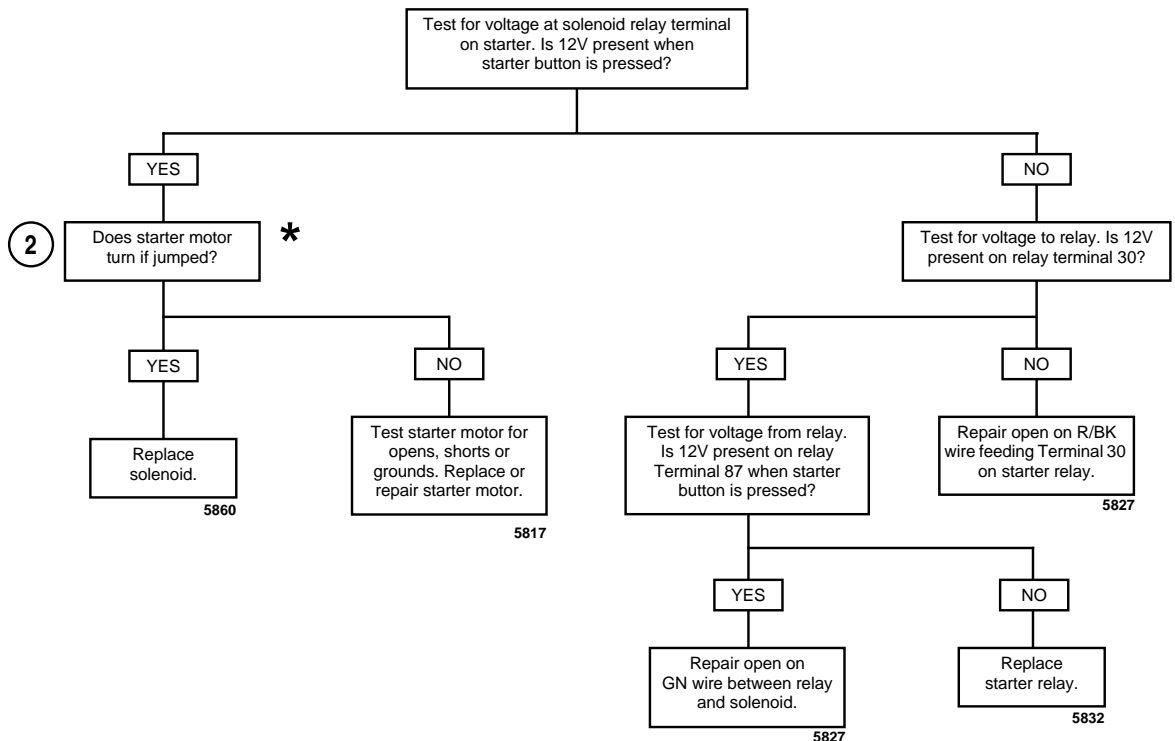 Test for voltage at solenoid relay terminal
on starter. Is 12V present when
starter button is pressed?
YES
NO
2
Does starter motor
turn if jumped?
*
Test for voltage to relay. Is 12V
present on relay terminal 30?
YES
NO
YES
NO
Replace
solenoid.
5860
Test starter motor for
opens, shorts or
grounds. Replace or
repair starter motor.
5817
Test for voltage from relay.
Is 12V present on relay
Terminal 87 when starter
button is pressed?
Repair open on R/BK
wire feeding Terminal 30
on starter relay.
5827
YES
NO
Repair open on
GN wire between relay
and solenoid.
5827
Replace
starter relay.
5832